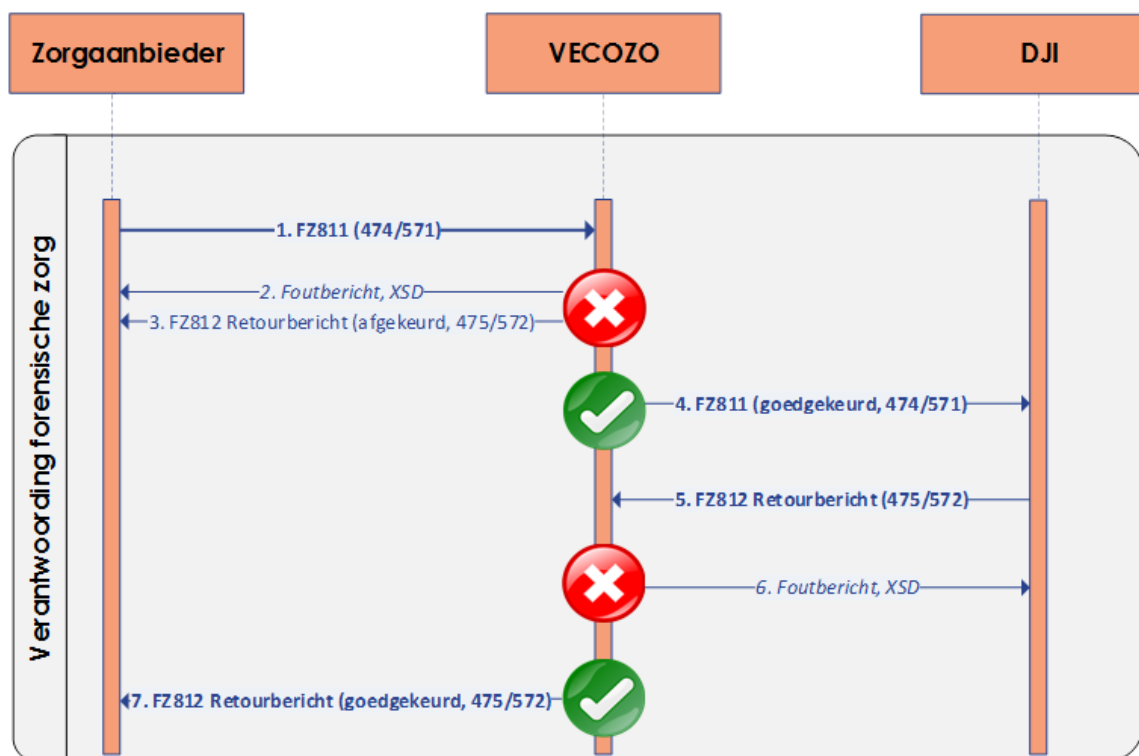 Zorgaanbieder
VECOZO
DJI
Verantwoording forensische zorg
1. FZ811 (474/571)
2. Foutbericht, XSD
3. FZ812 Retourbericht (afgekeurd, 475/572)
4. FZ811 (goedgekeurd, 474/571)
5. FZ812 Retourbericht (475/572)
6. Foutbericht, XSD
7. FZ812 Retourbericht (goedgekeurd, 475/572)